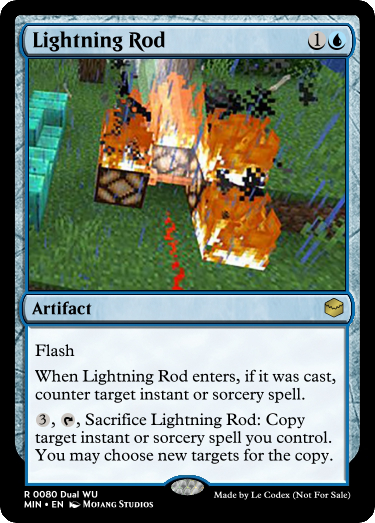 Lightning Rod 1
Artifact
Flash
When Lightning Rod enters, if it was cast,
counter target instant or sorcery spell.
3, , Sacrifice Lightning Rod: Copy
target instant or sorcery spell you control.
You may choose new targets for the copy.
R 0080 Dual WU
MIN • EN Mojang Studios
Made by Le Codex (Not For Sale)